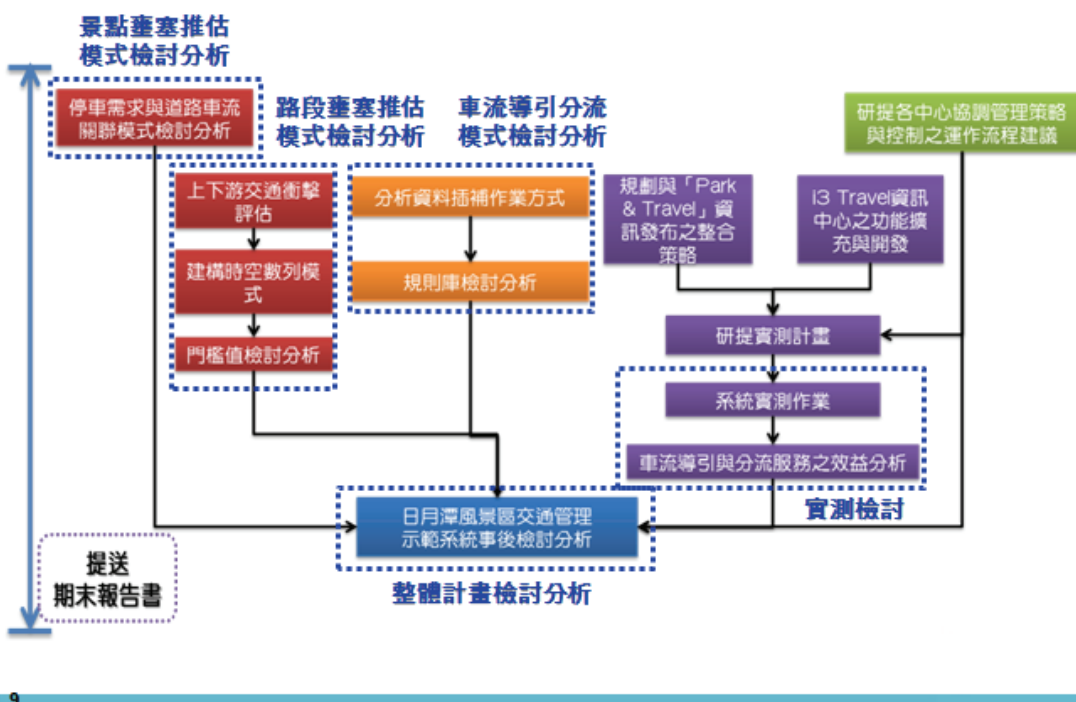 景點壅塞推估
模式檢討分析
停車需求與道路車流
關聯模式檢討分析
路段壅塞推估
模式檢討分析
車流導引分流
模式檢討分析
研提各中心協調管理策略
與控制之運作流程建議
上下游交通衝擊
評估
建構時空數列模
式
門檻值檢討分析
分析資料插補作業方式
規則庫檢討分析
規劃與「Park
& Travel」資
訊發布之整合
策略
i3 Travel資訊
中心之功能擴
充與開發
研提實測計畫
系統實測作業
車流導引與分流服務之效益分析
實測檢討
日月潭風景區交通管理
示範系統事後檢討分析
整體計畫檢討分析
提送
期末報告書
9